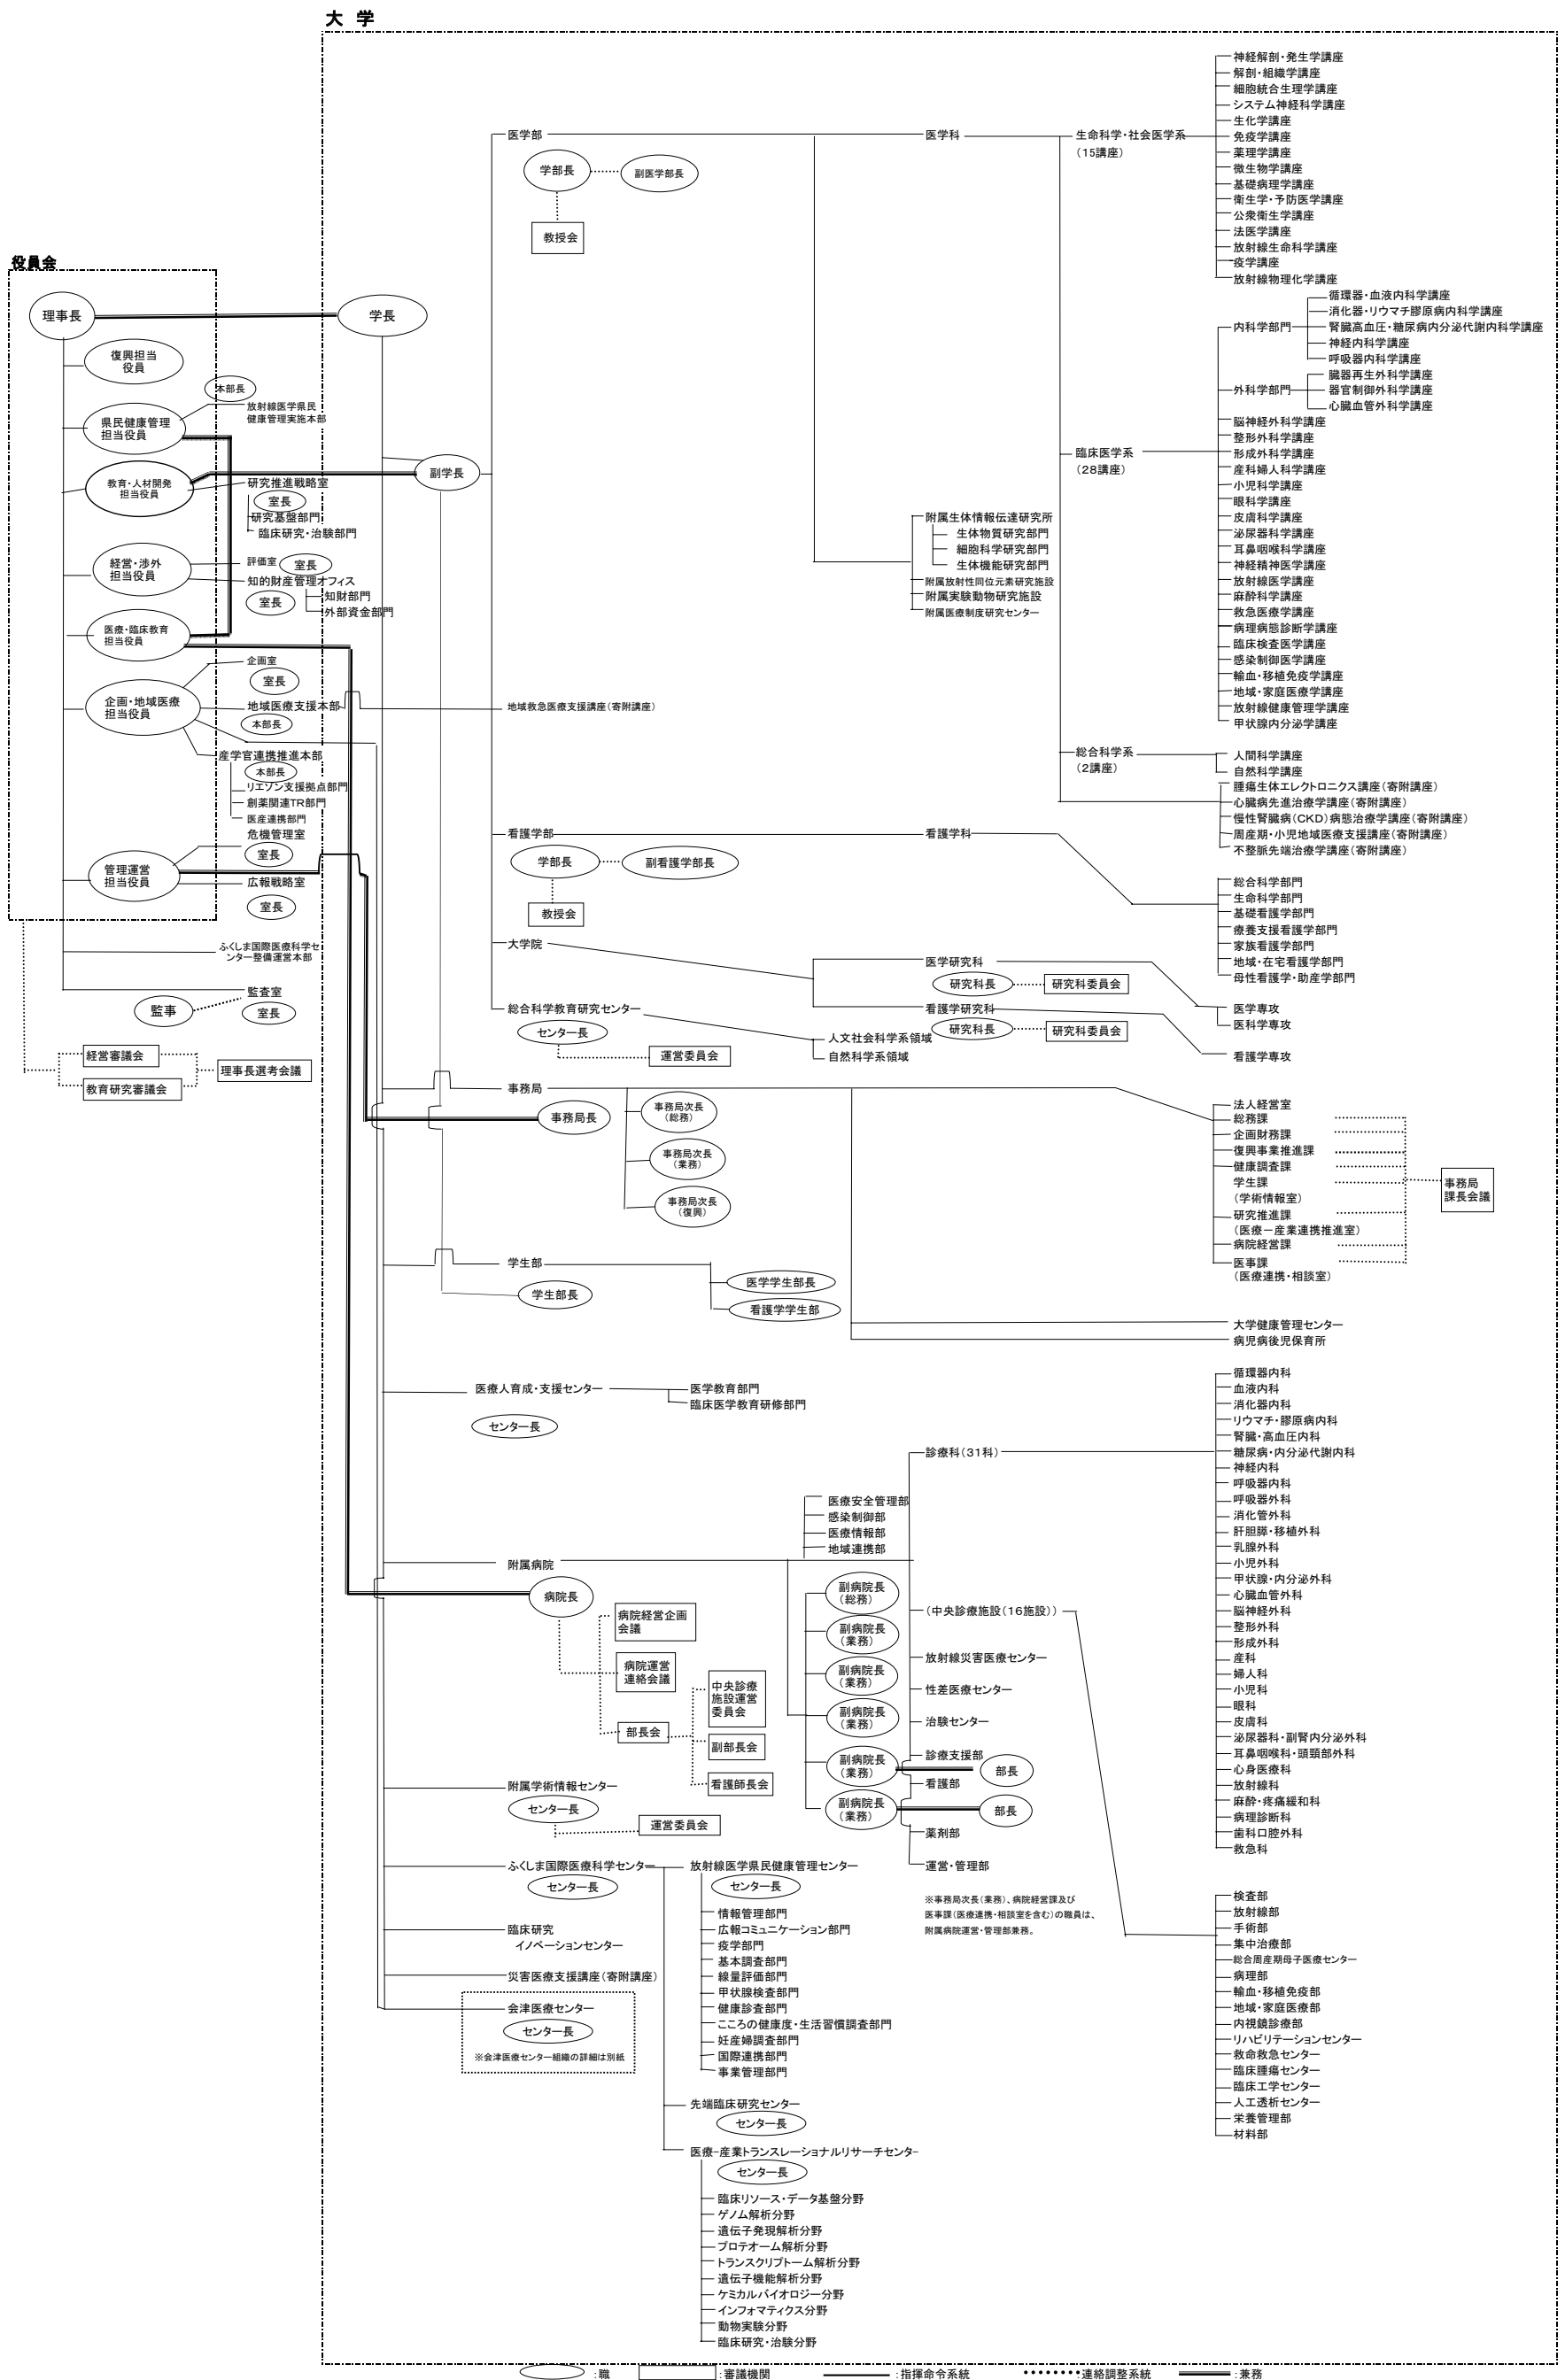 大 学
役員会
理事長
復興担当
役員
本部長
県民健康管理
担当役員
放射線医学県民
健康管理実施本部
教育・人材開発
担当役員
研究推進戦略室
室長
研究基盤部門
臨床研究・治験部門
経営・渉外
担当役員
評価室
室長
知的財産管理オフィス
室長
知財部門
外部資金部門
医療・臨床教育
担当役員
企画室
室長
企画・地域医療
担当役員
地域医療支援本部
本部長
産学官連携推進本部
本部長
リエゾン支援拠点部門
創薬関連TR部門
医産連携部門
危機管理室
室長
管理運営
担当役員
広報戦略室
室長
ふくしま国際医療科学セ
ンター整備運営本部
監査室
監事
室長
経営審議会
教育研究審議会
理事長選考会議
学長
副学長
医学部
学部長
副医学部長
教授会
医学科
生命科学・社会医学系
(15講座)
神経解剖・発生学講座
解剖・組織学講座
細胞統合生理学講座
システム神経科学講座
生化学講座
免疫学講座
薬理学講座
微生物学講座
基礎病理学講座
衛生学・予防医学講座
公衆衛生学講座
法医学講座
放射線生命科学講座
疫学講座
放射線物理化学講座
臨床医学系
(28講座)
内科学部門
循環器・血液内科学講座
消化器・リウマチ膠原病内科学講座
腎臓高血圧・糖尿病内分泌代謝内科学講座
神経内科学講座
呼吸器内科学講座
外科学部門
臓器再生外科学講座
器官制御外科学講座
心臓血管外科学講座
脳神経外科学講座
整形外科学講座
形成外科学講座
産科婦人科学講座
小児科学講座
眼科学講座
皮膚科学講座
泌尿器科学講座
耳鼻咽喉科学講座
神経精神医学講座
放射線医学講座
麻酔科学講座
救急医療学講座
病理病態診断学講座
臨床検査医学講座
感染制御医学講座
輸血・移植免疫学講座
地域・家庭医療学講座
放射線健康管理学講座
甲状腺内分泌学講座
附属生体情報伝達研究所
生体物質研究部門
細胞科学研究部門
生体機能研究部門
附属放射性同位元素研究施設
附属実験動物研究施設
附属医療制度研究センター
地域救急医療支援講座(寄附講座)
総合科学系
(2講座)
人間科学講座
自然科学講座
腫瘍生体エレクトロニクス講座(寄附講座)
心臓病先進治療学講座(寄附講座)
慢性腎臓病(CKD)病態治療学講座(寄附講座)
周産期・小児地域医療支援講座(寄附講座)
不整脈先端治療学講座(寄附講座)
看護学部
学部長
副看護学部長
教授会
看護学科
総合科学部門
生命科学部門
基礎看護学部門
療養支援看護学部門
家族看護学部門
地域・在宅看護学部門
母性看護学・助産学部門
大学院
医学研究科
研究科長
研究科委員会
医学専攻
医科学専攻
看護学研究科
研究科長
研究科委員会
看護学専攻
総合科学教育研究センター
センター長
運営委員会
人文社会科学系領域
自然科学系領域
事務局
事務局長
事務局次長
(総務)
事務局次長
(業務)
事務局次長
(復興)
法人経営室
総務課
企画財務課
復興事業推進課
健康調査課
学生課
(学術情報室)
研究推進課
(医療ー産業連携推進室)
病院経営課
医事課
(医療連携・相談室)
事務局
課長会議
学生部
学生部長
医学学生部長
看護学学生部
大学健康管理センター
病児病後児保育所
医療人育成・支援センター
センター長
医学教育部門
臨床医学教育研修部門
附属病院
病院長
病院経営企画
会議
病院運営
連絡会議
部長会
中央診療
施設運営
委員会
副部長会
看護師長会
医療安全管理部
感染制御部
医療情報部
地域連携部
副病院長
(総務)
副病院長
(業務)
副病院長
(業務)
副病院長
(業務)
副病院長
(業務)
副病院長
(業務)
診療科(31科)
(中央診療施設(16施設))
放射線災害医療センター
性差医療センター
治験センター
診療支援部
部長
看護部
部長
薬剤部
運営・管理部
※事務局次長(業務)、病院経営課及び
医事課(医療連携・相談室を含む)の職員は、
附属病院運営・管理部兼務。
循環器内科
血液内科
消化器内科
リウマチ・膠原病内科
腎臓・高血圧内科
糖尿病・内分泌代謝内科
神経内科
呼吸器内科
呼吸器外科
消化管外科
肝胆膵・移植外科
乳腺外科
小児外科
甲状腺・内分泌外科
心臓血管外科
脳神経外科
整形外科
形成外科
産科
婦人科
小児科
眼科
皮膚科
泌尿器科・副腎内分泌外科
耳鼻咽喉科・頭頸部外科
心身医療科
放射線科
麻酔・疼痛緩和科
病理診断科
歯科口腔外科
救急科
検査部
放射線部
手術部
集中治療部
総合周産期母子医療センター
病理部
輸血・移植免疫部
地域・家庭医療部
内視鏡診療部
リハビリテーションセンター
救命救急センター
臨床腫瘍センター
臨床工学センター
人工透析センター
栄養管理部
材料部
附属学術情報センター
センター長
運営委員会
ふくしま国際医療科学センター
センター長
放射線医学県民健康管理センター
センター長
情報管理部門
広報コミュニケーション部門
疫学部門
基本調査部門
線量評価部門
甲状腺検査部門
健康診査部門
こころの健康度・生活習慣調査部門
妊産婦調査部門
国際連携部門
事業管理部門
先端臨床研究センター
センター長
医療-産業トランスレーショナルリサーチセンター
センター長
臨床リソース・データ基盤分野
ゲノム解析分野
遺伝子発現解析分野
プロテオーム解析分野
トランスクリプトーム解析分野
遺伝子機能解析分野
ケミカルバイオロジー分野
インフォマティクス分野
動物実験分野
臨床研究・治験分野
臨床研究
イノベーションセンター
災害医療支援講座(寄附講座)
会津医療センター
センター長
※会津医療センター組織の詳細は別紙
:職
:審議機関
:指揮命令系統
:連絡調整系統
:兼務